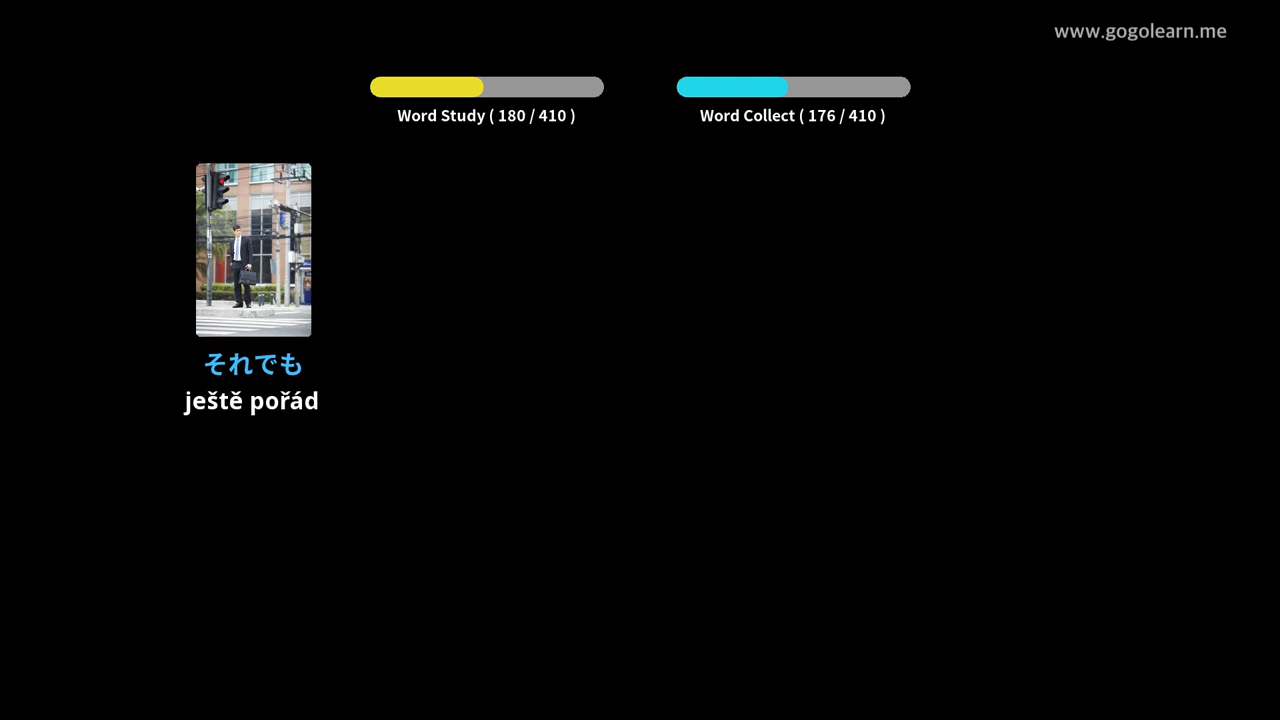 www.gogolearn.me
Word Study ( 180 / 410 )
Word Collect ( 176 / 410 )
それでも
ještě pořád